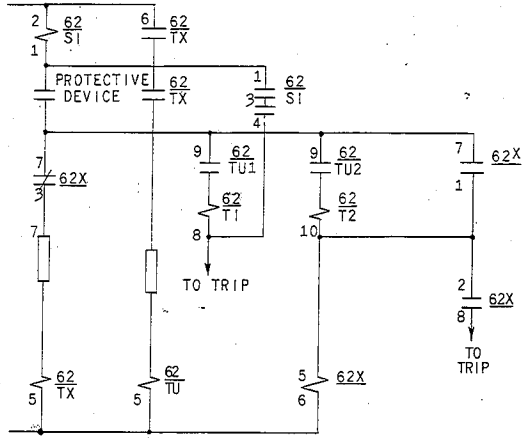 2 62/SI
6 62/TX
1
PROTECTIVE DEVICE
62/TX
1 62/SI
3
4
7 62X
3
9 62/TU1
9 62/TU2
7 62X
1
62/T1
62/T2
7
8
10
TO TRIP
2 62X
8
TO TRIP
62/TX
5
62/TU
5
5 62X
6